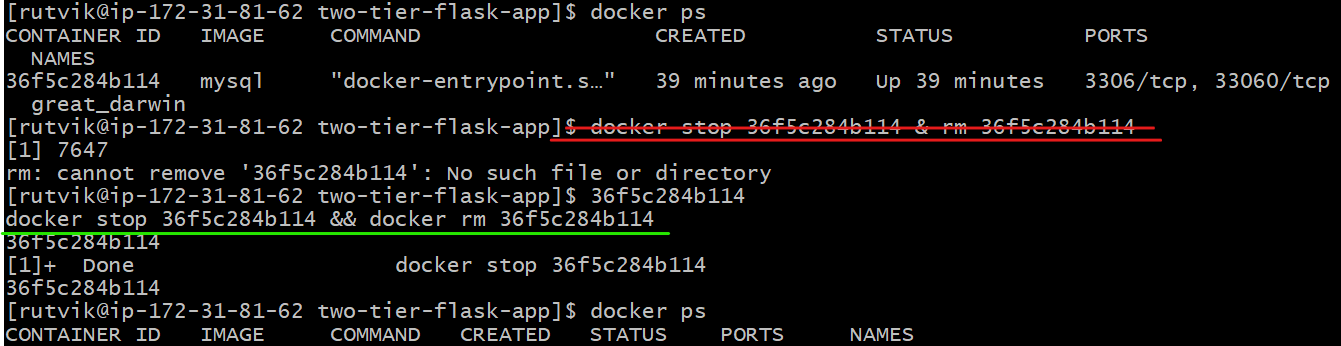 [rutvik@ip-172-31-81-62 two-tier-flask-app]$ docker ps
CONTAINER ID   IMAGE     COMMAND                  CREATED          STATUS          PORTS
  NAMES
36f5c284b114   mysql     "docker-entrypoint.s…"   39 minutes ago   Up 39 minutes   3306/tcp, 33060/tcp
  great_darwin
[rutvik@ip-172-31-81-62 two-tier-flask-app]$ docker stop 36f5c284b114 & rm 36f5c284b114
[1] 7647
rm: cannot remove '36f5c284b114': No such file or directory
[rutvik@ip-172-31-81-62 two-tier-flask-app]$ 36f5c284b114
docker stop 36f5c284b114 && docker rm 36f5c284b114
36f5c284b114
[1]+  Done                    docker stop 36f5c284b114
36f5c284b114
[rutvik@ip-172-31-81-62 two-tier-flask-app]$ docker ps
CONTAINER ID   IMAGE     COMMAND   CREATED   STATUS    PORTS     NAMES